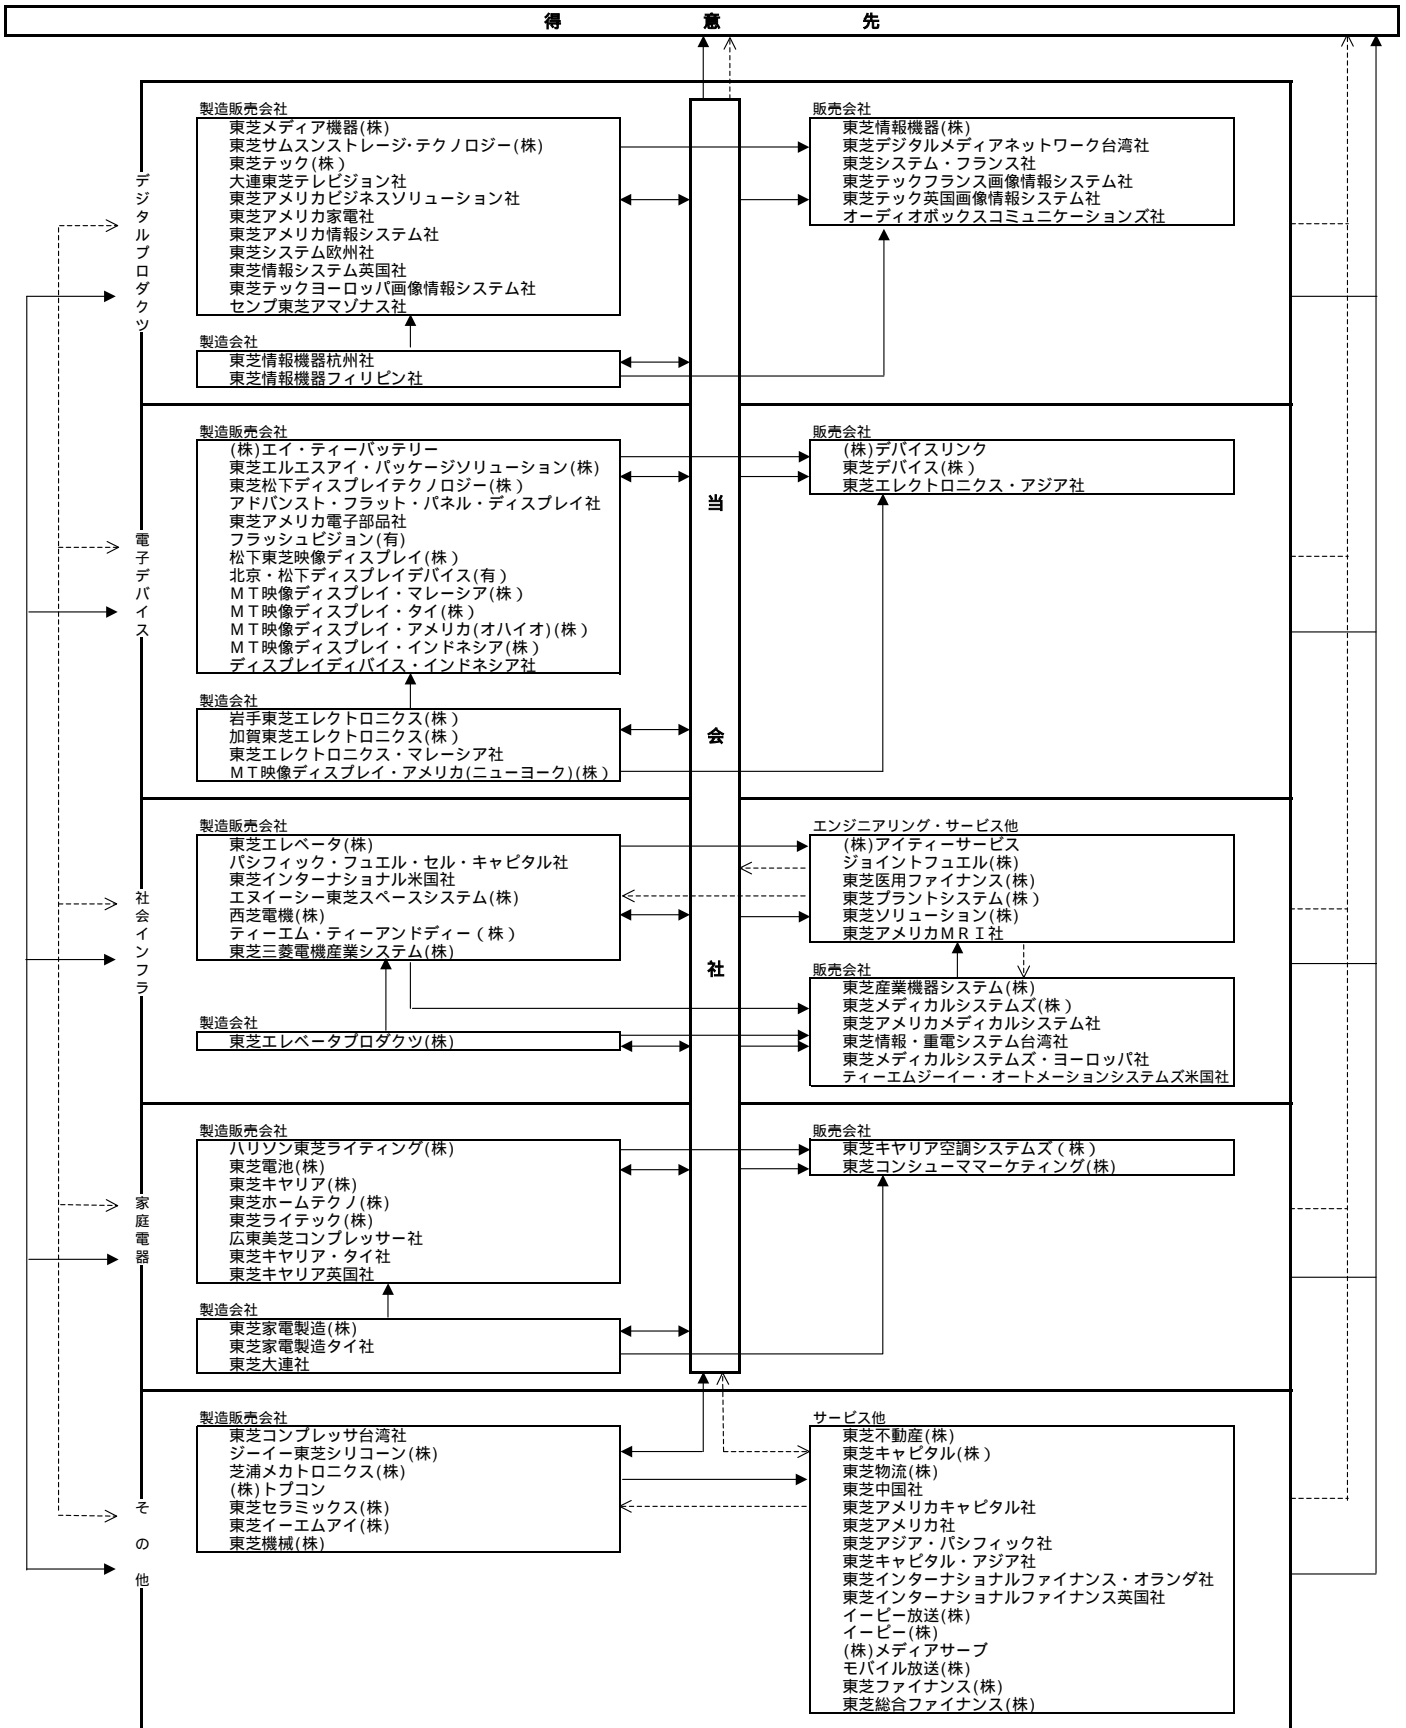 得意先
デジタルプロダクツ
製造販売会社
東芝メディア機器(株)
東芝サムスンストレージ・テクノロジー(株)
東芝テック(株)
大連東芝テレビジョン社
東芝アメリカビジネスソリューション社
東芝アメリカ家電社
東芝アメリカ情報システム社
東芝システム欧州社
東芝情報システム英国社
東芝テックヨーロッパ画像情報システム社
センプ東芝アマゾナス社
製造会社
東芝情報機器杭州社
東芝情報機器フィリピン社
販売会社
東芝情報機器(株)
東芝デジタルメディアネットワーク台湾社
東芝システム・フランス社
東芝テックフランス画像情報システム社
東芝テック英国画像情報システム社
オーディオボックスコミュニケーションズ社
当会社
電子デバイス
製造販売会社
(株)エイ・ティーバッテリー
東芝エルエスアイ・パッケージソリューション(株)
東芝松下ディスプレイテクノロジー(株)
アドバンスト・フラット・パネル・ディスプレイ社
東芝アメリカ電子部品社
フラッシュビジョン(有)
松下東芝映像ディスプレイ(株)
北京・松下ディスプレイデバイス(有)
MT映像ディスプレイ・マレーシア(株)
MT映像ディスプレイ・タイ(株)
MT映像ディスプレイ・アメリカ(オハイオ)(株)
MT映像ディスプレイ・インドネシア(株)
ディスプレイディバイス・インドネシア社
製造会社
岩手東芝エレクトロニクス(株)
加賀東芝エレクトロニクス(株)
東芝エレクトロニクス・マレーシア社
MT映像ディスプレイ・アメリカ(ニューヨーク)(株)
販売会社
(株)デバイスリンク
東芝デバイス(株)
東芝エレクトロニクス・アジア社
社会インフラ
製造販売会社
東芝エレベータ(株)
パシフィック・フュエル・セル・キャピタル社
東芝インターナショナル米国社
エヌイーシー東芝スペースシステム(株)
西芝電機(株)
ティーエム・ティーアンドディー(株)
東芝三菱電機産業システム(株)
製造会社
東芝エレベータプロダクツ(株)
エンジニアリング・サービス他
(株)アイティーサービス
ジョイントフュエル(株)
東芝医用ファイナンス(株)
東芝プラントシステム(株)
東芝ソリューション(株)
東芝アメリカMRI社
販売会社
東芝産業機器システム(株)
東芝メディカルシステムズ(株)
東芝アメリカメディカルシステム社
東芝情報・重電システム台湾社
東芝メディカルシステムズ・ヨーロッパ社
ティーエムジーイー・オートメーションシステムズ米国社
家庭電器
製造販売会社
ハリソン東芝ライティング(株)
東芝電池(株)
東芝キヤリア(株)
東芝ホームテクノ(株)
東芝ライテック(株)
広東美芝コンプレッサー社
東芝キヤリア・タイ社
東芝キヤリア英国社
製造会社
東芝家電製造(株)
東芝家電製造タイ社
東芝大連社
販売会社
東芝キヤリア空調システムズ(株)
東芝コンシューママーケティング(株)
その他
製造販売会社
東芝コンプレッサ台湾社
ジーイー東芝シリコーン(株)
芝浦メカトロニクス(株)
(株)トプコン
東芝セラミックス(株)
東芝イーエムアイ(株)
東芝機械(株)
サービス他
東芝不動産(株)
東芝キャピタル(株)
東芝物流(株)
東芝中国社
東芝アメリカキャピタル社
東芝アメリカ社
東芝アジア・パシフィック社
東芝キャピタル・アジア社
東芝インターナショナルファイナンス・オランダ社
東芝インターナショナルファイナンス英国社
イーピー放送(株)
イーピー(株)
(株)メディアサーブ
モバイル放送(株)
東芝ファイナンス(株)
東芝総合ファイナンス(株)